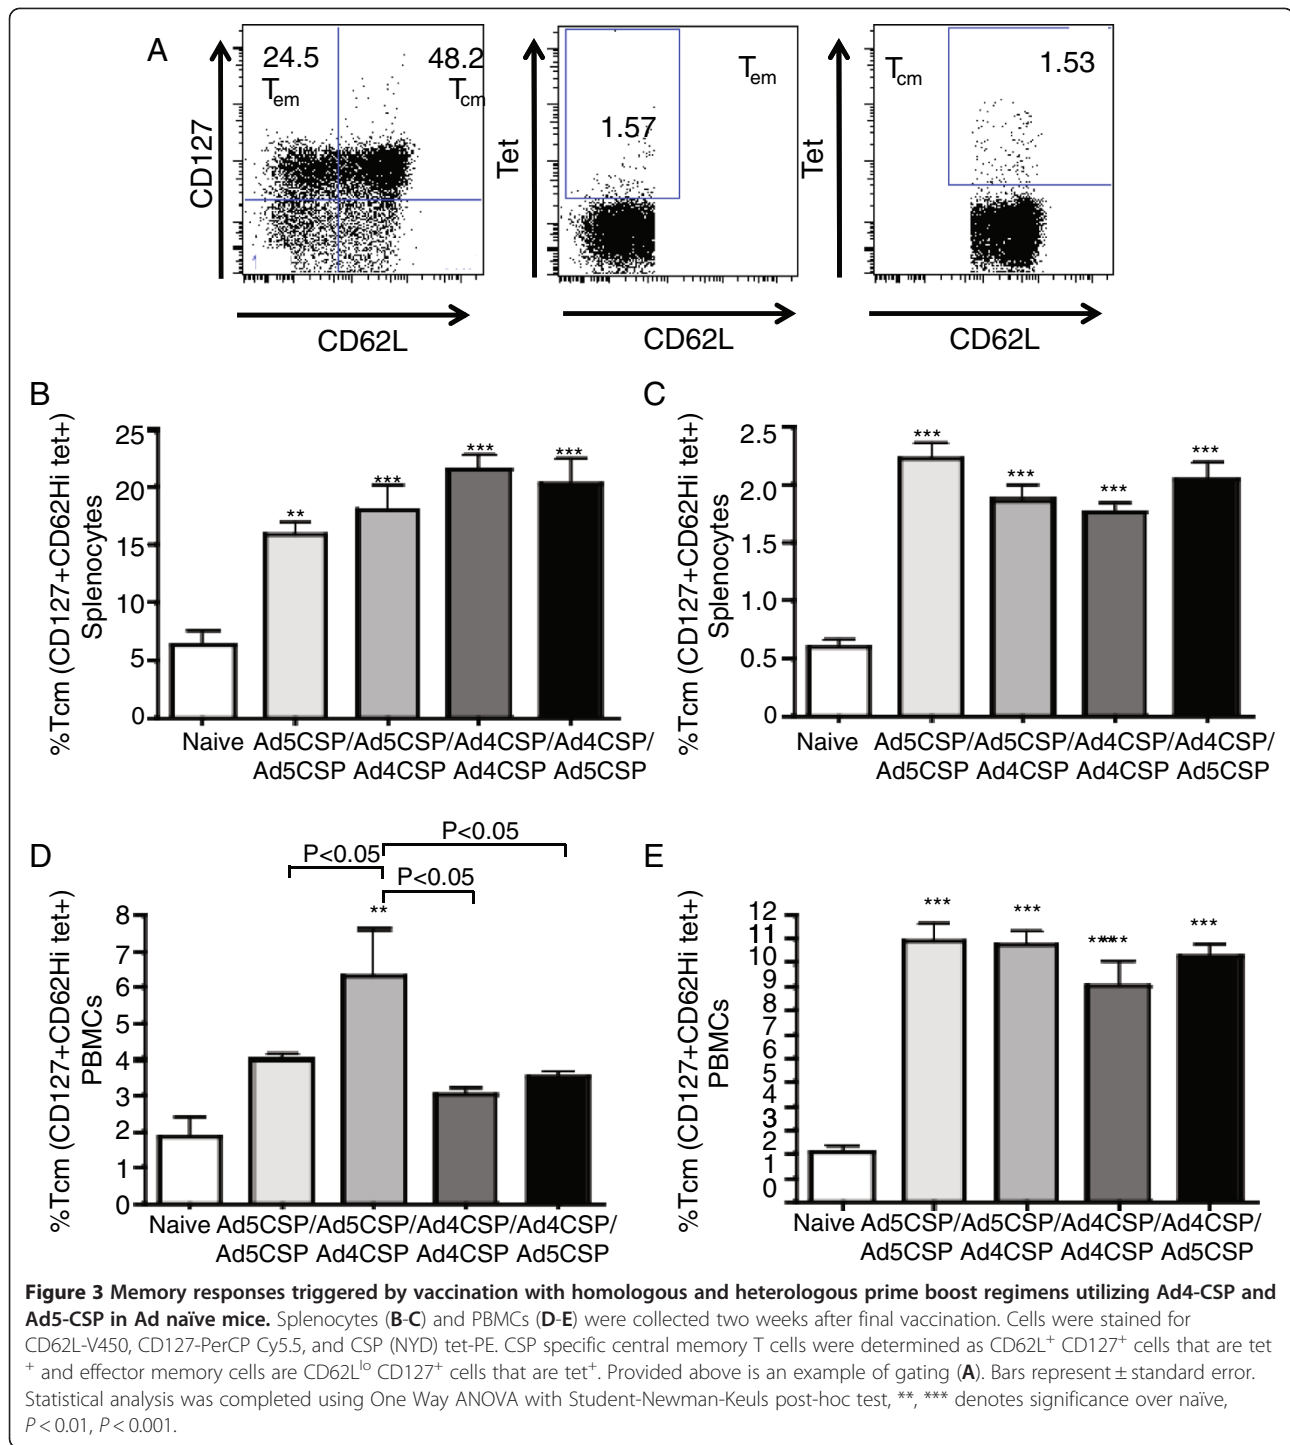 A
24.5
T_em
48.2
T_cm
CD127
CD62L
T_em
1.57
Tet
CD62L
T_cm
1.53
Tet
CD62L
B
%Tcm (CD127+CD62Hi tet+)
Splenocytes
25
20
15
10
5
0
**
***
***
***
Naive Ad5CSP/Ad5CSP/Ad4CSP/Ad4CSP/
Ad5CSP Ad4CSP Ad4CSP Ad5CSP
C
%Tcm (CD127+CD62Hi tet+)
Splenocytes
2.5
2.0
1.5
1.0
0.5
0
***
***
***
***
Naive Ad5CSP/Ad5CSP/Ad4CSP/Ad4CSP/
Ad5CSP Ad4CSP Ad4CSP Ad5CSP
D
P<0.05
P<0.05
P<0.05
%Tcm (CD127+CD62Hi tet+)
PBMCs
8
7
6
5
4
3
2
1
0
**
Naive Ad5CSP/Ad5CSP/Ad4CSP/Ad4CSP/
Ad5CSP Ad4CSP Ad4CSP Ad5CSP
E
%Tcm (CD127+CD62Hi tet+)
PBMCs
12
11
10
9
8
7
6
5
4
3
2
1
0
***
***
***
Naive Ad5CSP/Ad5CSP/Ad4CSP/Ad4CSP/
Ad5CSP Ad4CSP Ad4CSP Ad5CSP
Figure 3 Memory responses triggered by vaccination with homologous and heterologous prime boost regimens utilizing Ad4-CSP and
Ad5-CSP in Ad naïve mice. Splenocytes (B-C) and PBMCs (D-E) were collected two weeks after final vaccination. Cells were stained for
CD62L-V450, CD127-PerCP Cy5.5, and CSP (NYD) tet-PE. CSP specific central memory T cells were determined as CD62L⁺ CD127⁺ cells that are tet
⁺ and effector memory cells are CD62Lˡᵒ CD127⁺ cells that are tet⁺. Provided above is an example of gating (A). Bars represent ± standard error.
Statistical analysis was completed using One Way ANOVA with Student-Newman-Keuls post-hoc test, **, *** denotes significance over naïve,
P < 0.01, P < 0.001.